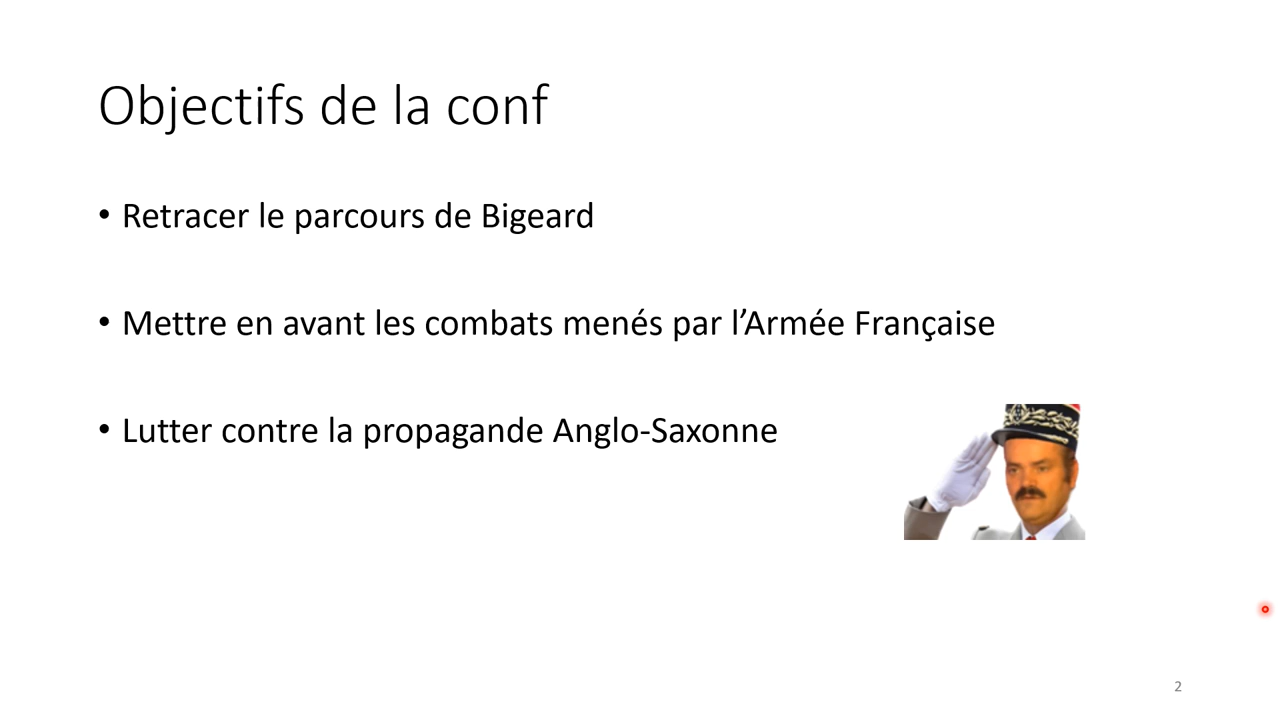 Objectifs de la conf
• Retracer le parcours de Bigeard
• Mettre en avant les combats menés par l’Armée Française
• Lutter contre la propagande Anglo-Saxonne
2